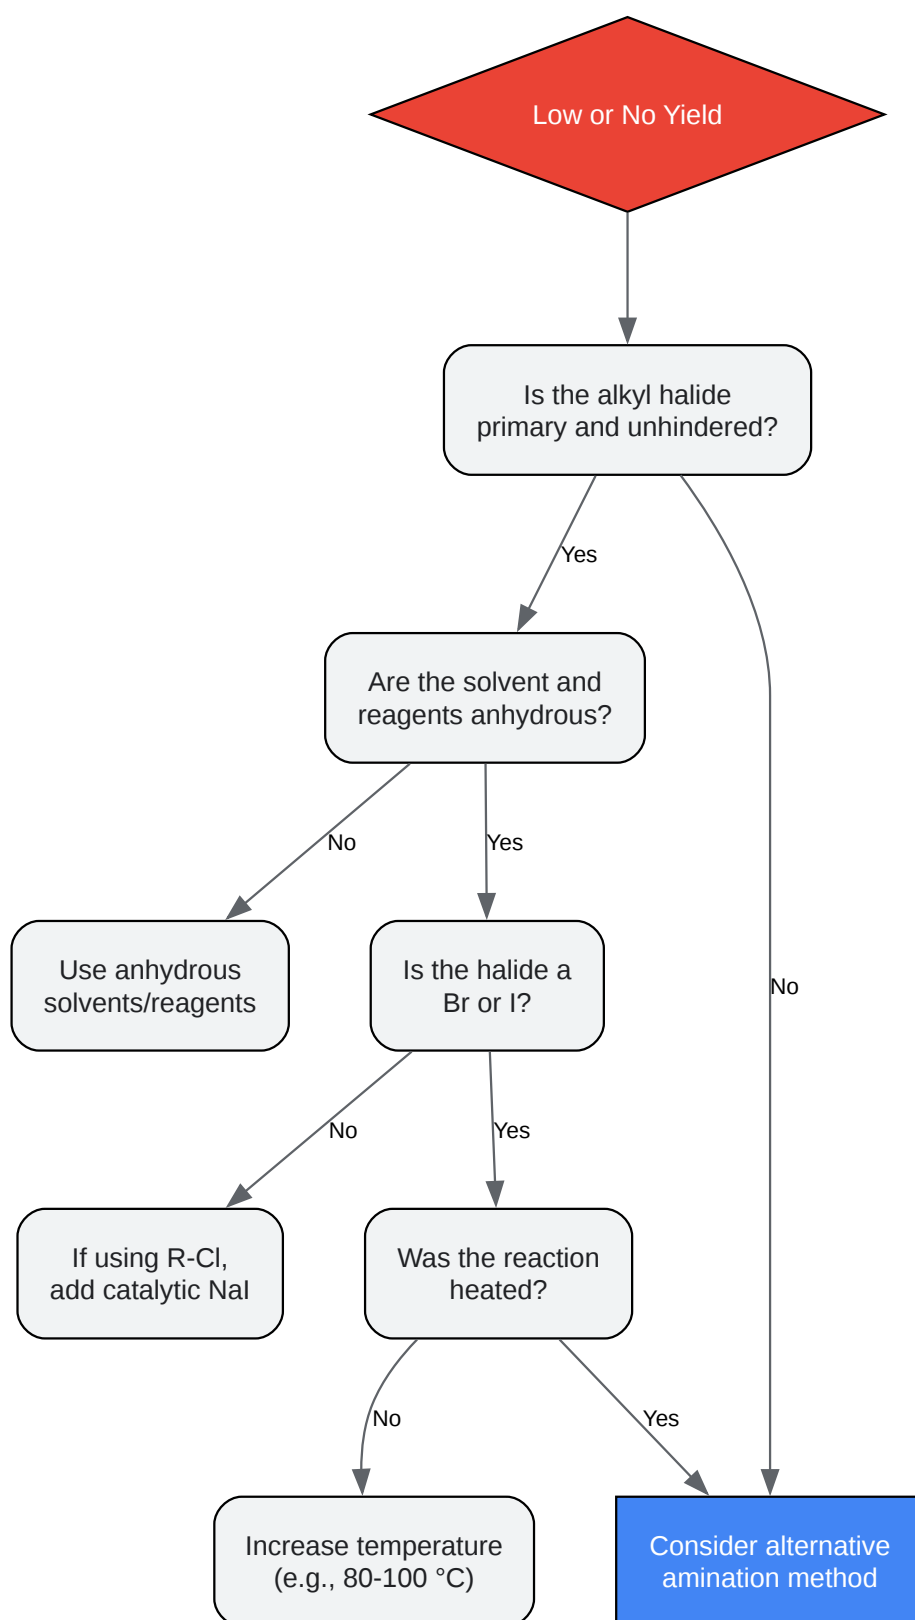 Low or No Yield
Is the alkyl halide
primary and unhindered?
Yes
Are the solvent and
reagents anhydrous?
No
Yes
Use anhydrous
solvents/reagents
Is the halide a
Br or I?
No
No
Yes
If using R-Cl,
add catalytic NaI
Was the reaction
heated?
No
Yes
Increase temperature
(e.g., 80-100 °C)
Consider alternative
amination method